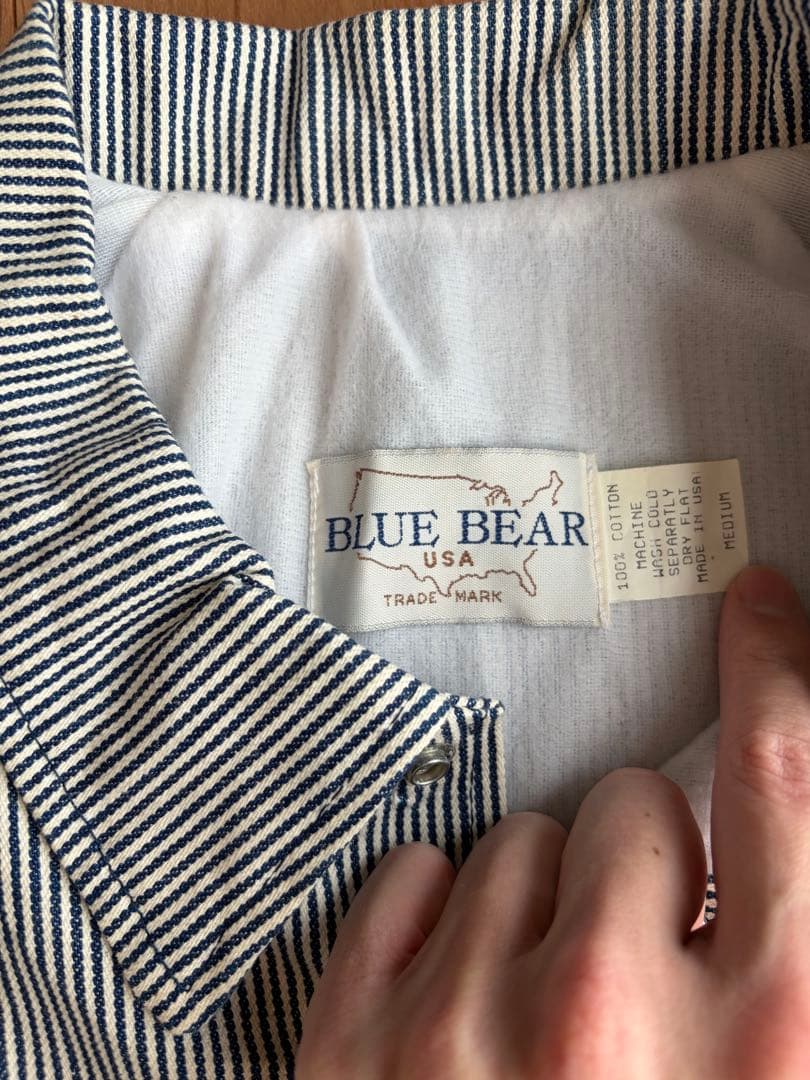 BLUE BEAR
USA
TRADE MARK
100% COTTON
MACHINE
WASH COLD
SEPARATLY
DRY FLAT
MADE IN USA
MEDIUM